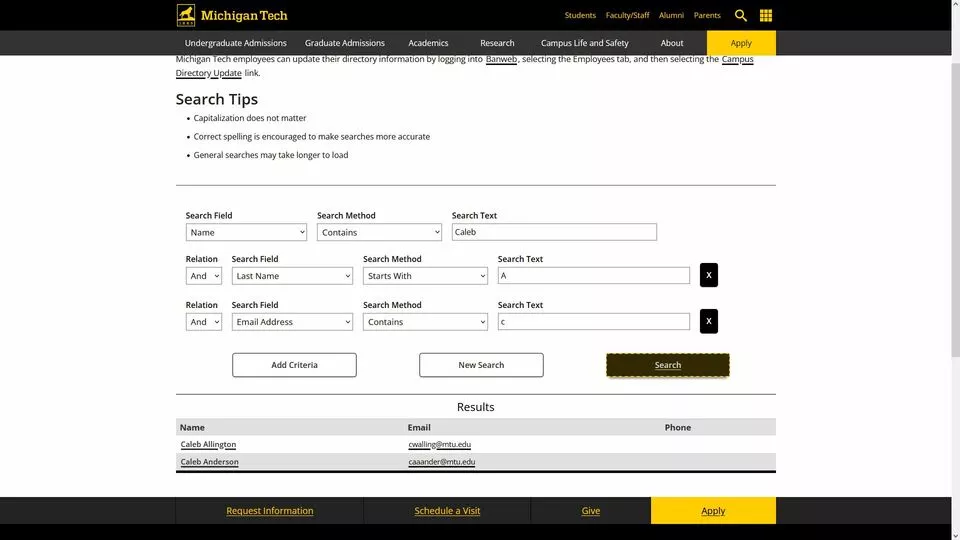 Michigan Tech
Students Faculty/Staff Alumni Parents
Undergraduate Admissions Graduate Admissions Academics Research Campus Life and Safety About Apply
Michigan Tech employees can update their directory information by logging into Banweb, selecting the Employees tab, and then selecting the Campus
Directory Update link.
Search Tips
• Capitalization does not matter
• Correct spelling is encouraged to make searches more accurate
• General searches may take longer to load
Search Field Search Method Search Text
Name Contains Caleb
Relation Search Field Search Method Search Text
And Last Name Starts With A X
Relation Search Field Search Method Search Text
And Email Address Contains c X
Add Criteria New Search Search
Results
Name Email Phone
Caleb Allington cwalling@mtu.edu
Caleb Anderson caaander@mtu.edu
Request Information Schedule a Visit Give Apply